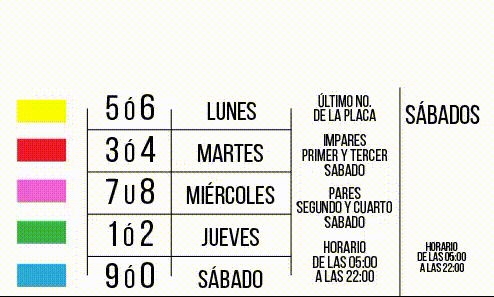 5 ó 6
LUNES
3 ó 4
MARTES
7 u 8
MIÉRCOLES
1 ó 2
JUEVES
9 ó 0
SÁBADO
ÚLTIMO NO.
DE LA PLACA
IMPARES
PRIMER Y TERCER
SABADO
PARES
SEGUNDO Y CUARTO
SABADO
HORARIO
DE LAS 05:00
A LAS 22:00
SÁBADOS
HORARIO
DE LAS 05:00
A LAS 22:00